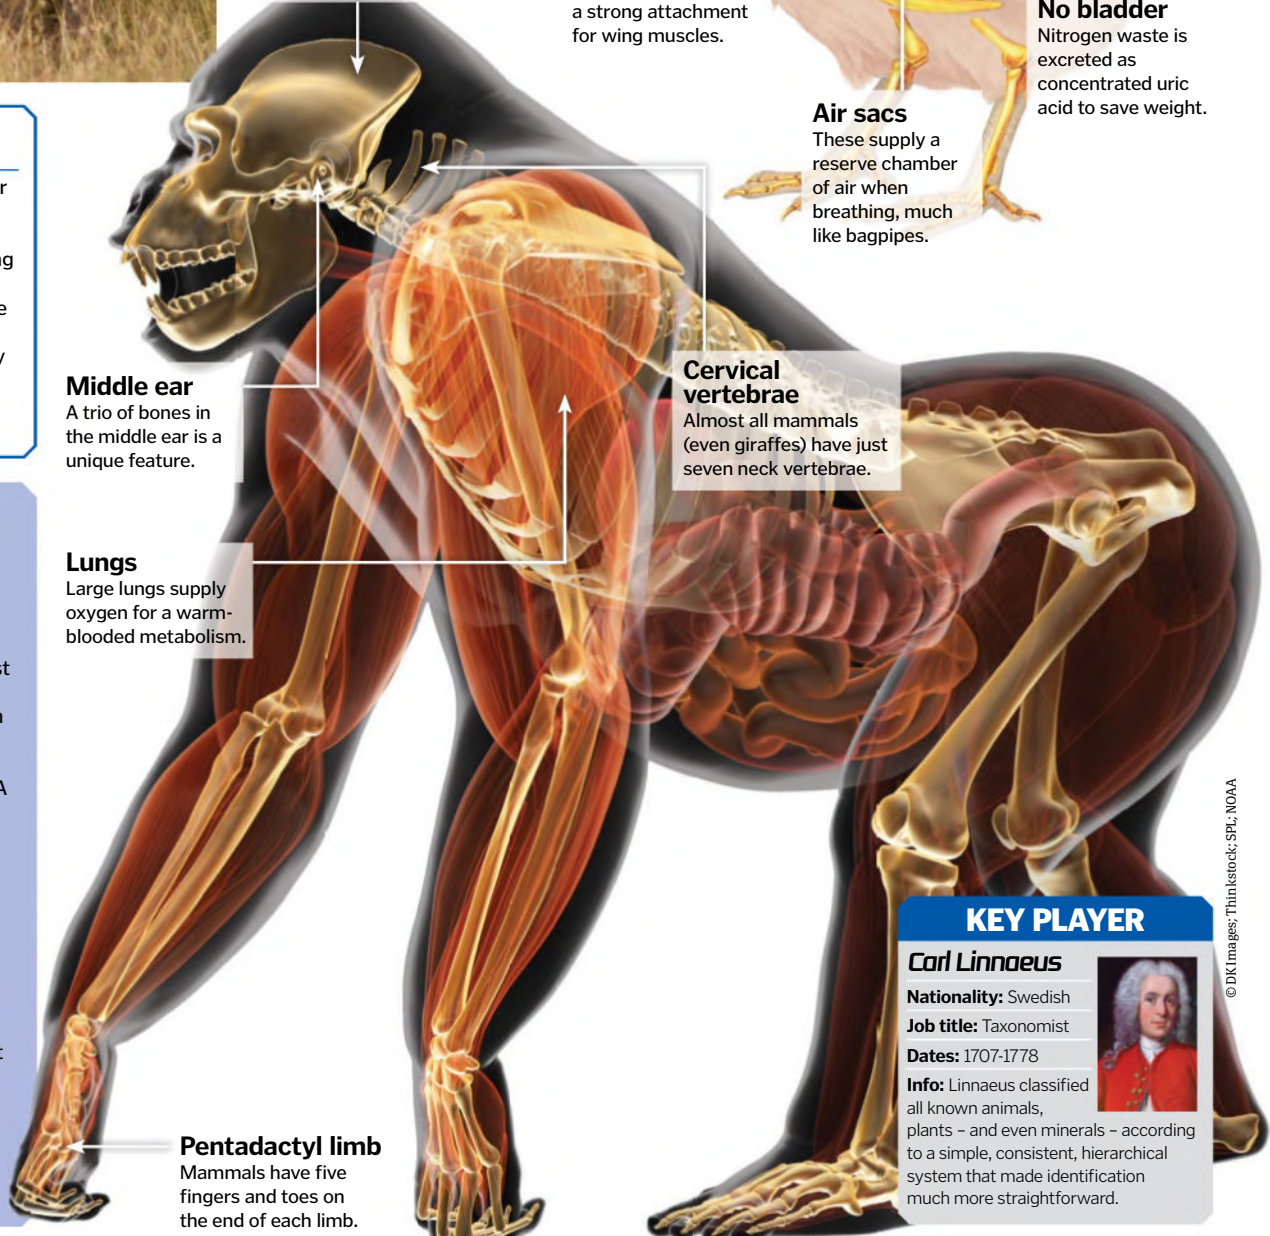 a strong attachment
for wing muscles.
No bladder
Nitrogen waste is
excreted as
concentrated uric
acid to save weight.
Air sacs
These supply a
reserve chamber
of air when
breathing, much
like bagpipes.
Middle ear
A trio of bones in
the middle ear is a
unique feature.
Cervical
vertebrae
Almost all mammals
(even giraffes) have just
seven neck vertebrae.
Lungs
Large lungs supply
oxygen for a warm-
blooded metabolism.
Pentadactyl limb
Mammals have five
fingers and toes on
the end of each limb.
KEY PLAYER
Carl Linnaeus
Nationality: Swedish
Job title: Taxonomist
Dates: 1707-1778
Info: Linnaeus classified
all known animals,
plants – and even minerals – according
to a simple, consistent, hierarchical
system that made identification
much more straightforward.
© DK Images; Thinkstock; SPL; NOAA